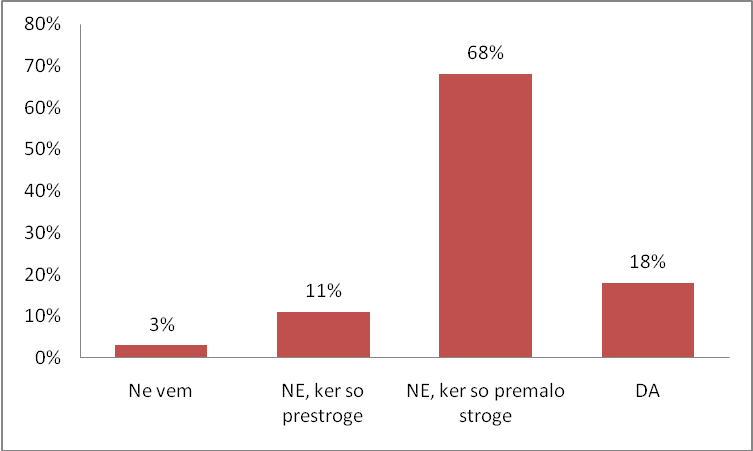 80%
70%
60%
50%
40%
30%
20%
10%
0%
3%
11%
68%
18%
Ne vem
NE, ker so
prestroge
NE, ker so premalo
stroge
DA